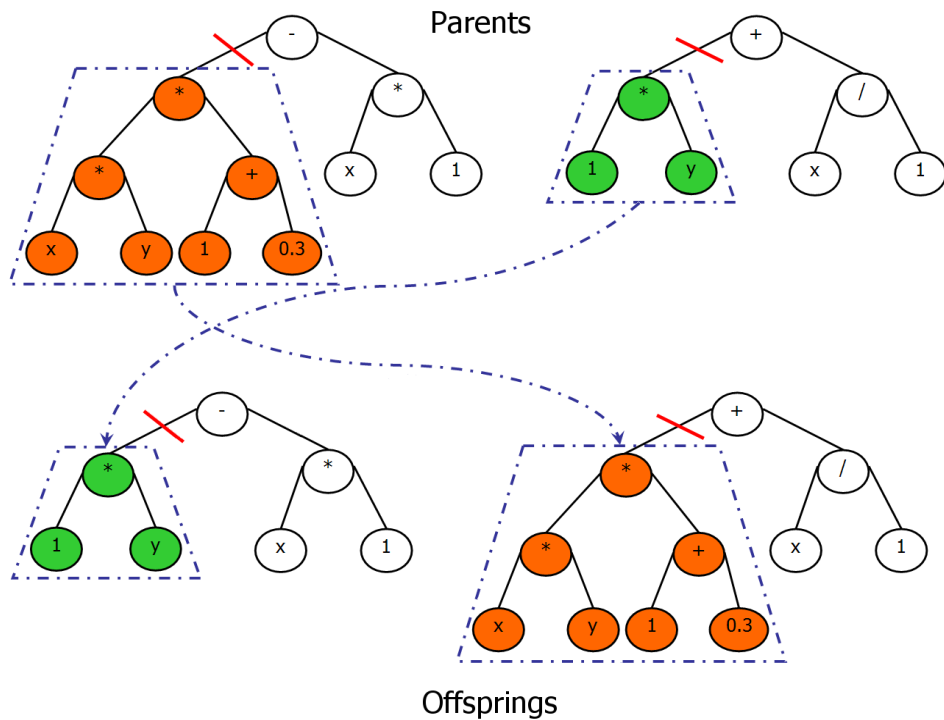 Parents
- +
* * * /
* + x 1 1 y x 1
x y 1 0.3
- +
* * * /
1 y x 1 * + x 1
x y 1 0.3
Offsprings